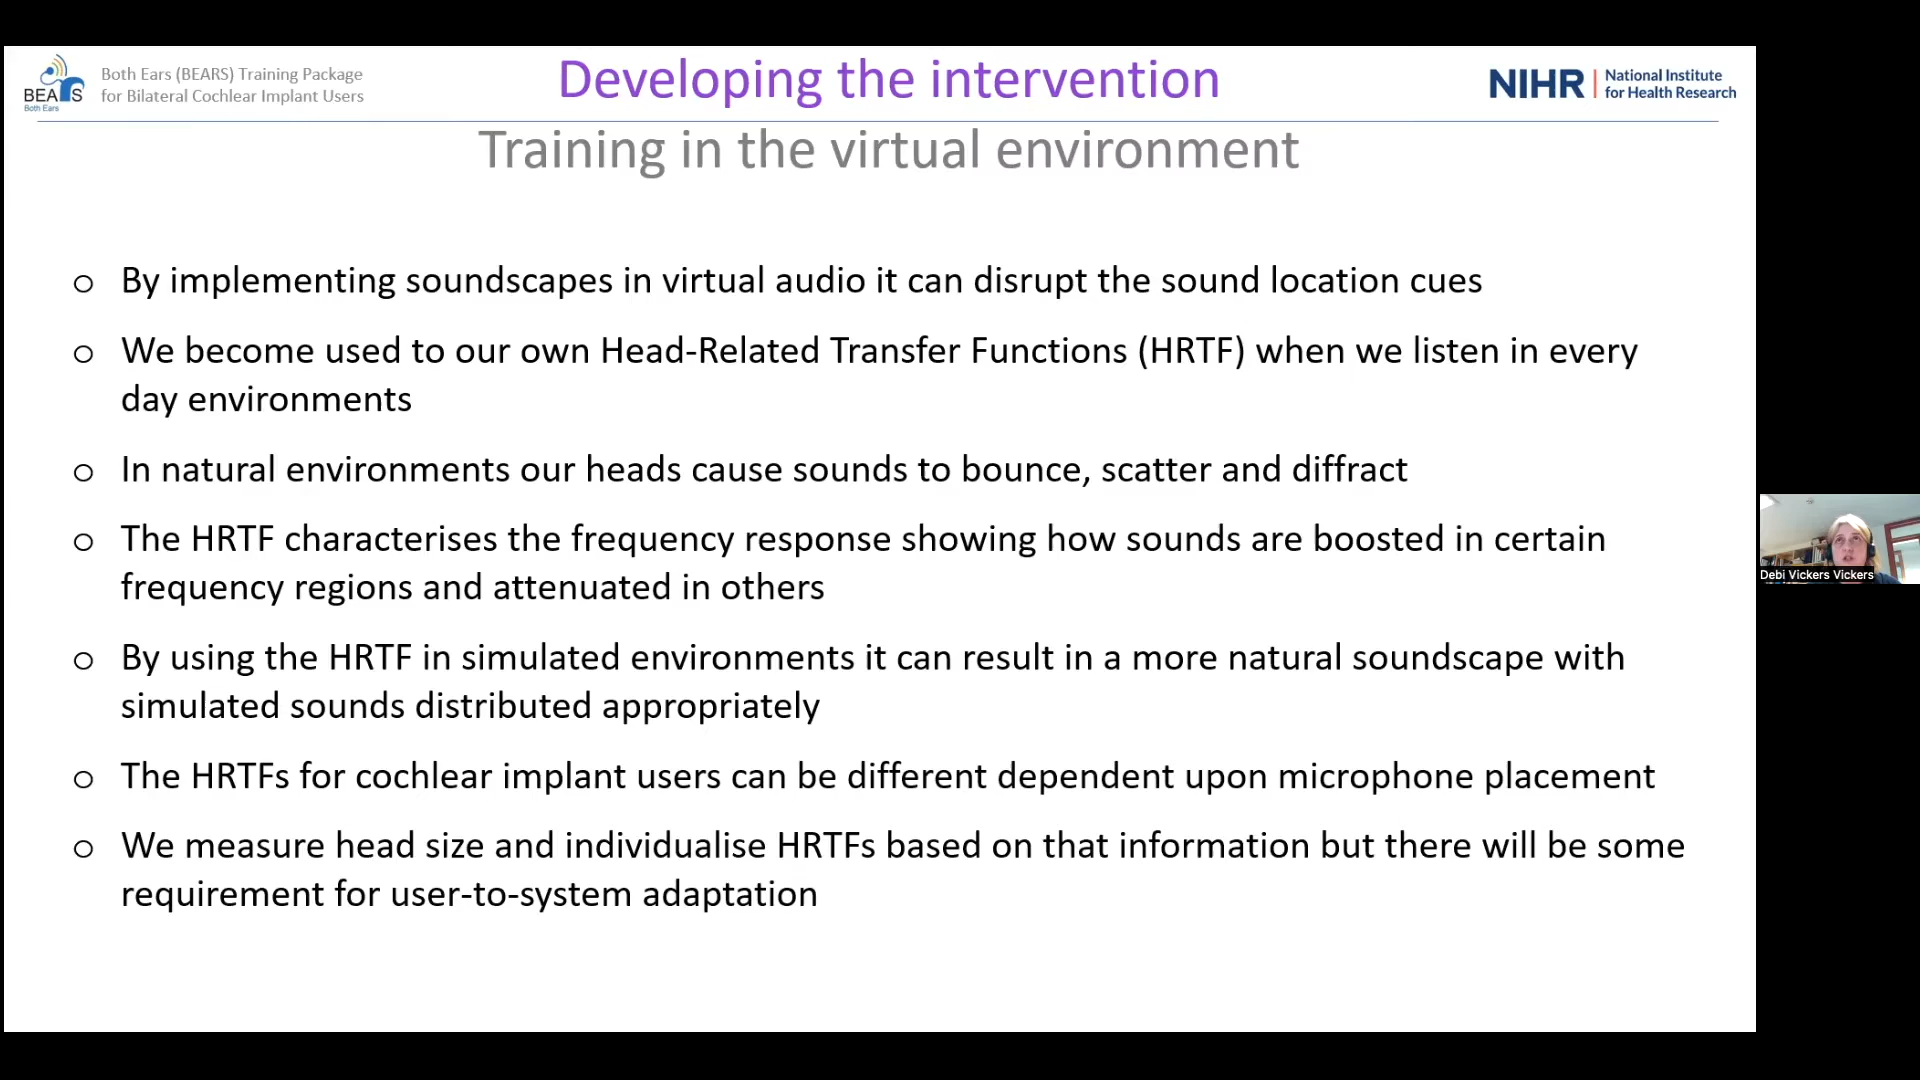 BEARS
Both Ears
Both Ears (BEARS) Training Package
for Bilateral Cochlear Implant Users
Developing the intervention
NIHR | National Institute
for Health Research
Training in the virtual environment
o By implementing soundscapes in virtual audio it can disrupt the sound location cues
o We become used to our own Head-Related Transfer Functions (HRTF) when we listen in every
day environments
o In natural environments our heads cause sounds to bounce, scatter and diffract
o The HRTF characterises the frequency response showing how sounds are boosted in certain
frequency regions and attenuated in others
o By using the HRTF in simulated environments it can result in a more natural soundscape with
simulated sounds distributed appropriately
o The HRTFs for cochlear implant users can be different dependent upon microphone placement
o We measure head size and individualise HRTFs based on that information but there will be some
requirement for user-to-system adaptation
Debi Vickers Vickers